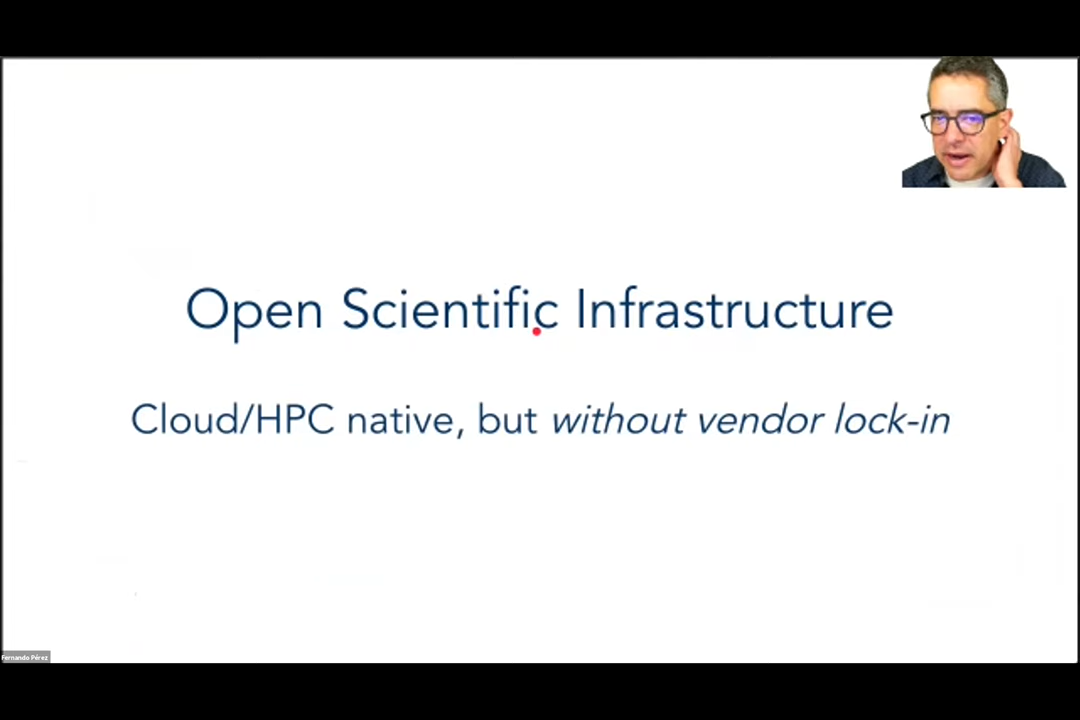 Open Scientific Infrastructure
Cloud/HPC native, but without vendor lock-in
Fernando Pérez